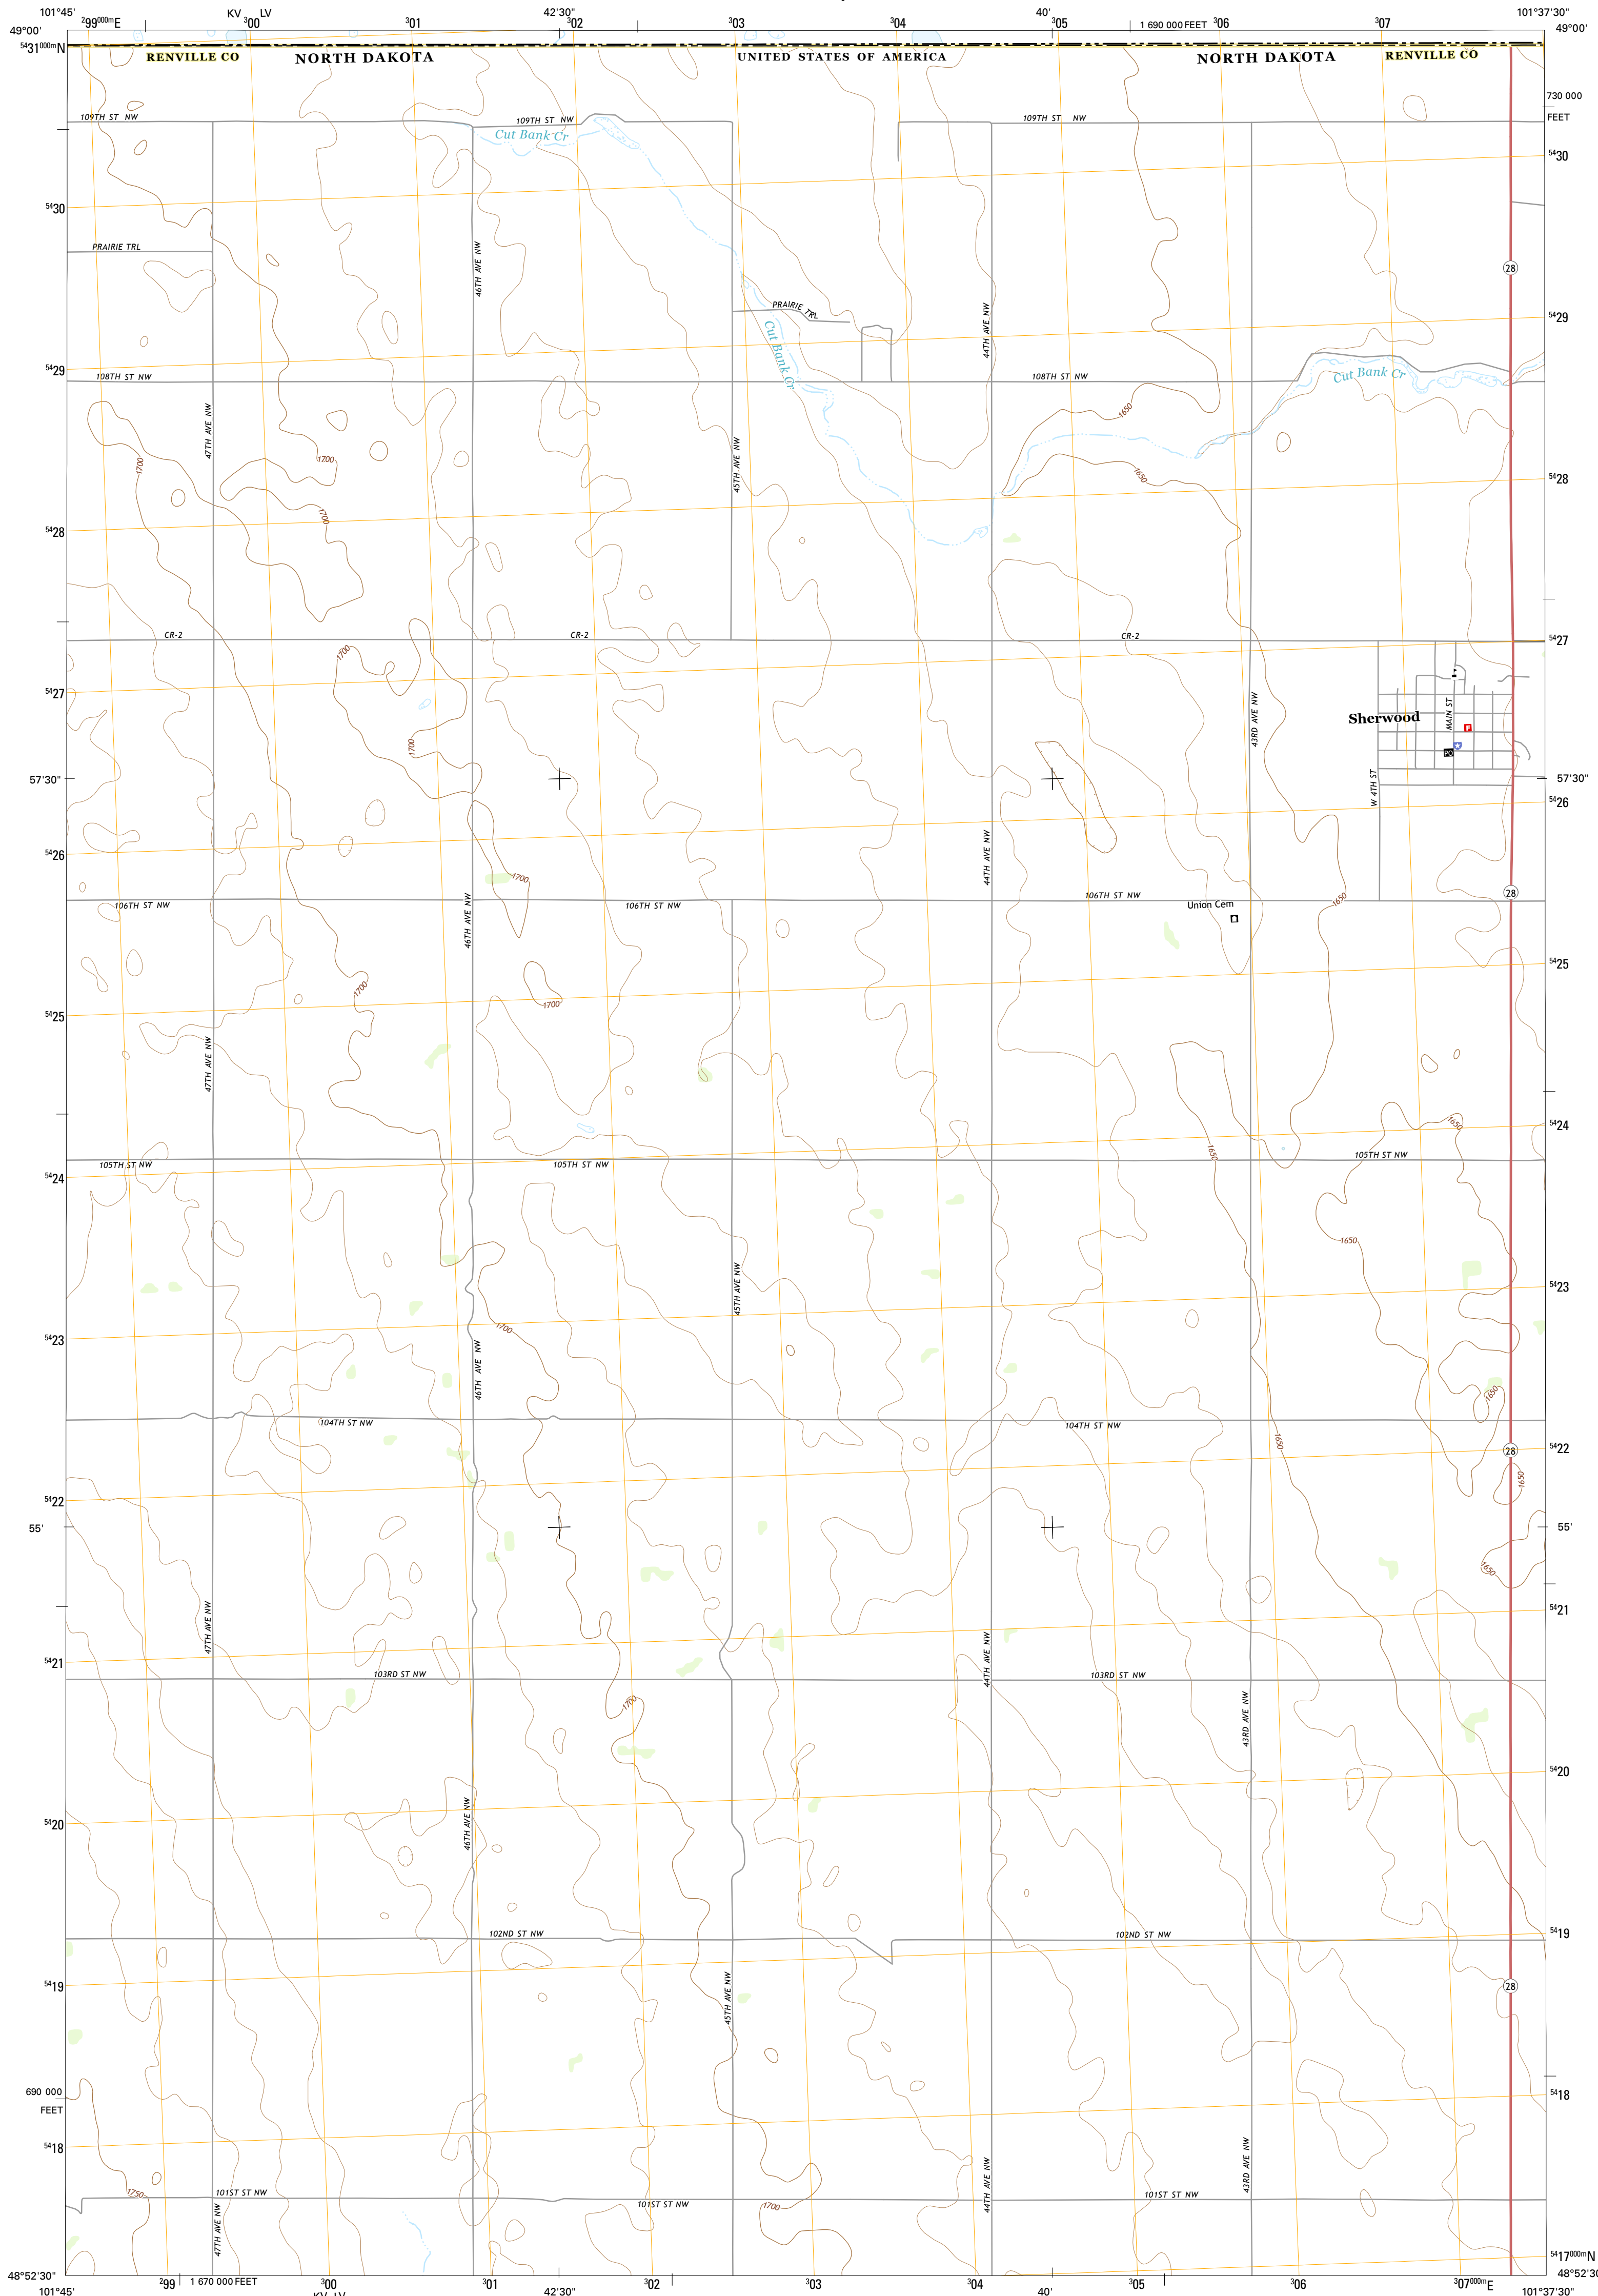 101°45'
²99000mE
KV LV
³00
³01
42'30"
³02
³03
³04
40'
³05
1 690 000 FEET
³06
³07
101°37'30"
49°00'
49°00'
⁵⁴31000mN
RENVILLE CO
NORTH DAKOTA
UNITED STATES OF AMERICA
NORTH DAKOTA
RENVILLE CO
730 000
FEET
109TH ST NW
109TH ST NW
109TH ST NW
Cut Bank Cr
⁵⁴30
⁵⁴30
PRAIRIE TRL
46TH AVE NW
28
PRAIRIE TRL
44TH AVE NW
⁵⁴29
Cut Bank Cr
⁵⁴29
108TH ST NW
108TH ST NW
Cut Bank Cr
1650
47TH AVE NW
1700
1700
45TH AVE NW
1650
⁵⁴28
1700
⁵⁴28
CR-2
CR-2
CR-2
⁵⁴27
1700
⁵⁴27
43RD AVE NW
MAIN ST
Sherwood
F
1700
PO
57'30"
57'30"
W 4TH ST
⁵⁴26
⁵⁴26
44TH AVE NW
1700
28
106TH ST NW
106TH ST NW
106TH ST NW
1650
Union Cem
46TH AVE NW
⁵⁴25
1700
1700
⁵⁴25
47TH AVE NW
1650
⁵⁴24
1650
105TH ST NW
105TH ST NW
105TH ST NW
⁵⁴24
1650
45TH AVE NW
⁵⁴23
1700
⁵⁴23
46TH AVE NW
1650
104TH ST NW
104TH ST NW
1650
28
⁵⁴22
1650
⁵⁴22
55'
55'
1650
47TH AVE NW
⁵⁴21
44TH AVE NW
⁵⁴21
103RD ST NW
103RD ST NW
1700
43RD AVE NW
⁵⁴20
46TH AVE NW
⁵⁴20
102ND ST NW
102ND ST NW
⁵⁴19
⁵⁴19
45TH AVE NW
28
690 000
FEET
⁵⁴18
⁵⁴18
43RD AVE NW
44TH AVE NW
1750
101ST ST NW
101ST ST NW
101ST ST NW
1700
47TH AVE NW
⁵⁴17000mN
48°52'30"
48°52'30"
101°45'
²99
1 670 000 FEET
³00
KV LV
³01
42'30"
³02
³03
³04
40'
³05
³06
³07000mE
101°37'30"